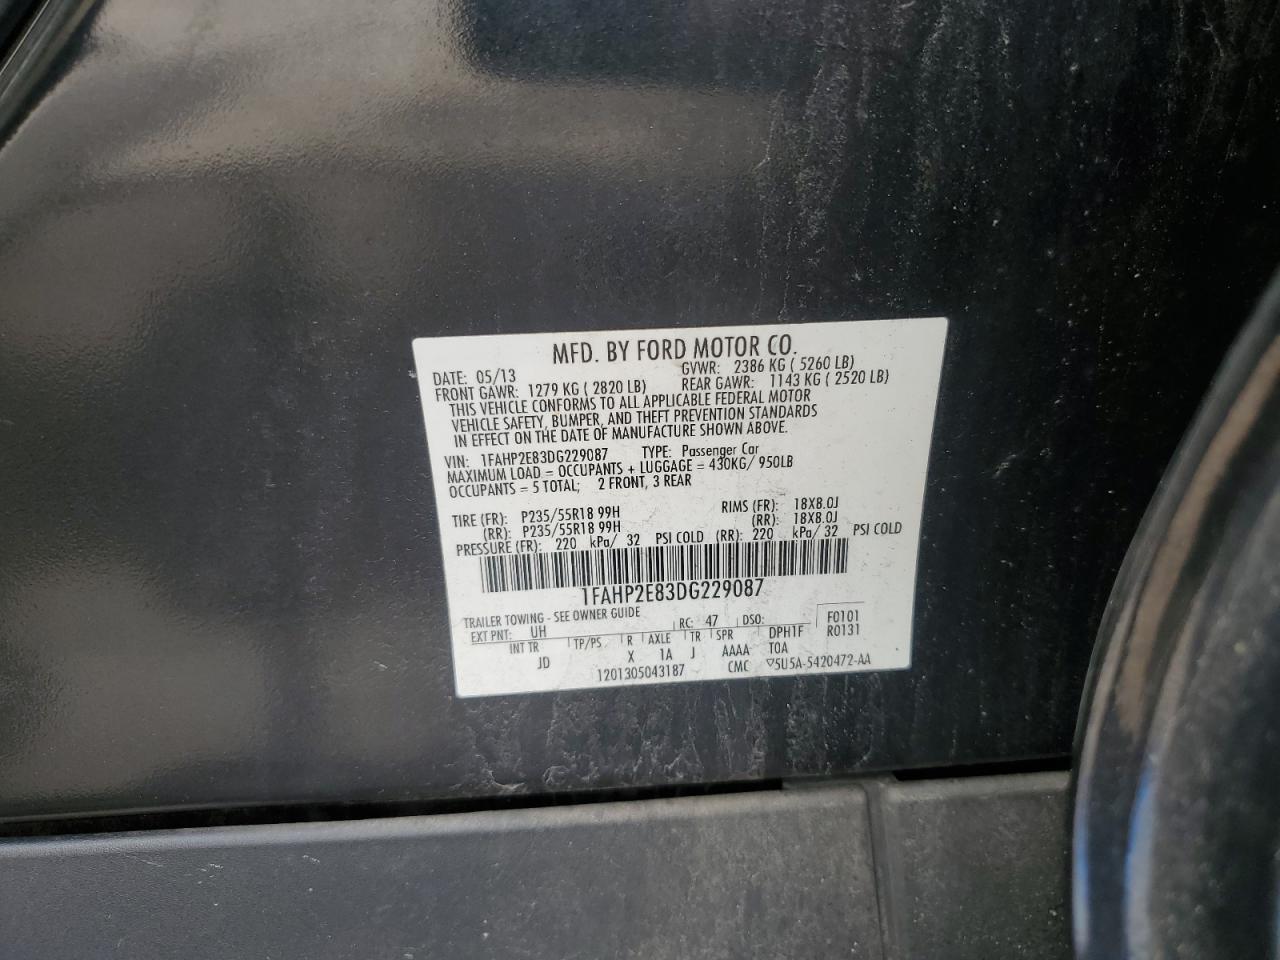 MFD. BY FORD MOTOR CO.
DATE: 05/13 GVWR: 2386 KG ( 5260 LB)
FRONT GAWR: 1279 KG ( 2820 LB) REAR GAWR: 1143 KG ( 2520 LB)
THIS VEHICLE CONFORMS TO ALL APPLICABLE FEDERAL MOTOR
VEHICLE SAFETY, BUMPER, AND THEFT PREVENTION STANDARDS
IN EFFECT ON THE DATE OF MANUFACTURE SHOWN ABOVE.
VIN: 1FAHP2E83DG229087 TYPE: Passenger Car
MAXIMUM LOAD = OCCUPANTS + LUGGAGE = 430KG/ 950LB
OCCUPANTS = 5 TOTAL; 2 FRONT, 3 REAR
TIRE (FR): P235/55R18 99H RIMS (FR): 18X8.0J
(RR): P235/55R18 99H (RR): 18X8.0J
PRESSURE (FR): 220 kPa/ 32 PSI COLD (RR): 220 kPa/ 32 PSI COLD
1FAHP2E83DG229087
TRAILER TOWING - SEE OWNER GUIDE
EXT PNT: UH RC: 47 DSO: F0101
INT TR TP/PS R AXLE TR SPR DPH1F R0131
JD X 1A J AAAA TOA
1201305043187 CMC ▽5U5A-5420472-AA